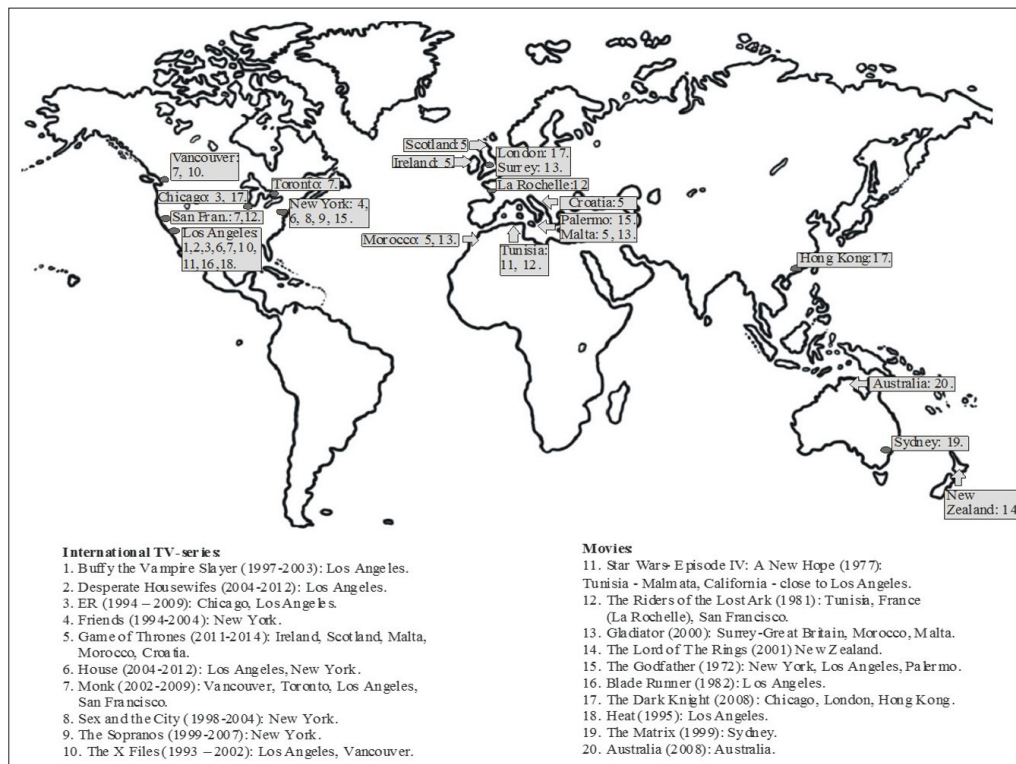 Scotland: 5
Ireland: 5.
London: 17.
Surrey: 13.
La Rochelle:12
Vancouver:
7, 10.
Toronto: 7.
Chicago: 3, 17.
New York: 4,
6, 8, 9, 15.
San Fran.: 7,12.
Los Angeles
1,2,3,6,7,10,
11,16,18.
Croatia: 5
Palermo: 15.
Malta: 5, 13.
Morocco: 5, 13.
Tunisia:
11, 12.
Hong Kong:17.
Australia: 20.
Sydney: 19.
New
Zealand: 14
International TV-series:
1. Buffy the Vampire Slayer (1997-2003): Los Angeles.
2. Desperate Housewifes (2004-2012): Los Angeles.
3. ER (1994 – 2009): Chicago, Los Angeles.
4. Friends (1994-2004): New York.
5. Game of Thrones (2011-2014): Ireland, Scotland, Malta,
Morocco, Croatia.
6. House (2004-2012): Los Angeles, New York.
7. Monk (2002-2009): Vancouver, Toronto, Los Angeles,
San Francisco.
8. Sex and the City (1998-2004): New York.
9. The Sopranos (1999-2007): New York.
10. The X Files (1993 – 2002): Los Angeles, Vancouver.
Movies:
11. Star Wars- Episode IV: A New Hope (1977):
Tunisia - Malmata, California - close to Los Angeles.
12. The Riders of the Lost Ark (1981): Tunisia, France
(La Rochelle), San Francisco.
13. Gladiator (2000): Surrey-Great Britain, Morocco, Malta.
14. The Lord of The Rings (2001) New Zealand.
15. The Godfather (1972): New York, Los Angeles, Palermo.
16. Blade Runner (1982): Los Angeles.
17. The Dark Knight (2008): Chicago, London, Hong Kong.
18. Heat (1995): Los Angeles.
19. The Matrix (1999): Sydney.
20. Australia (2008): Australia.